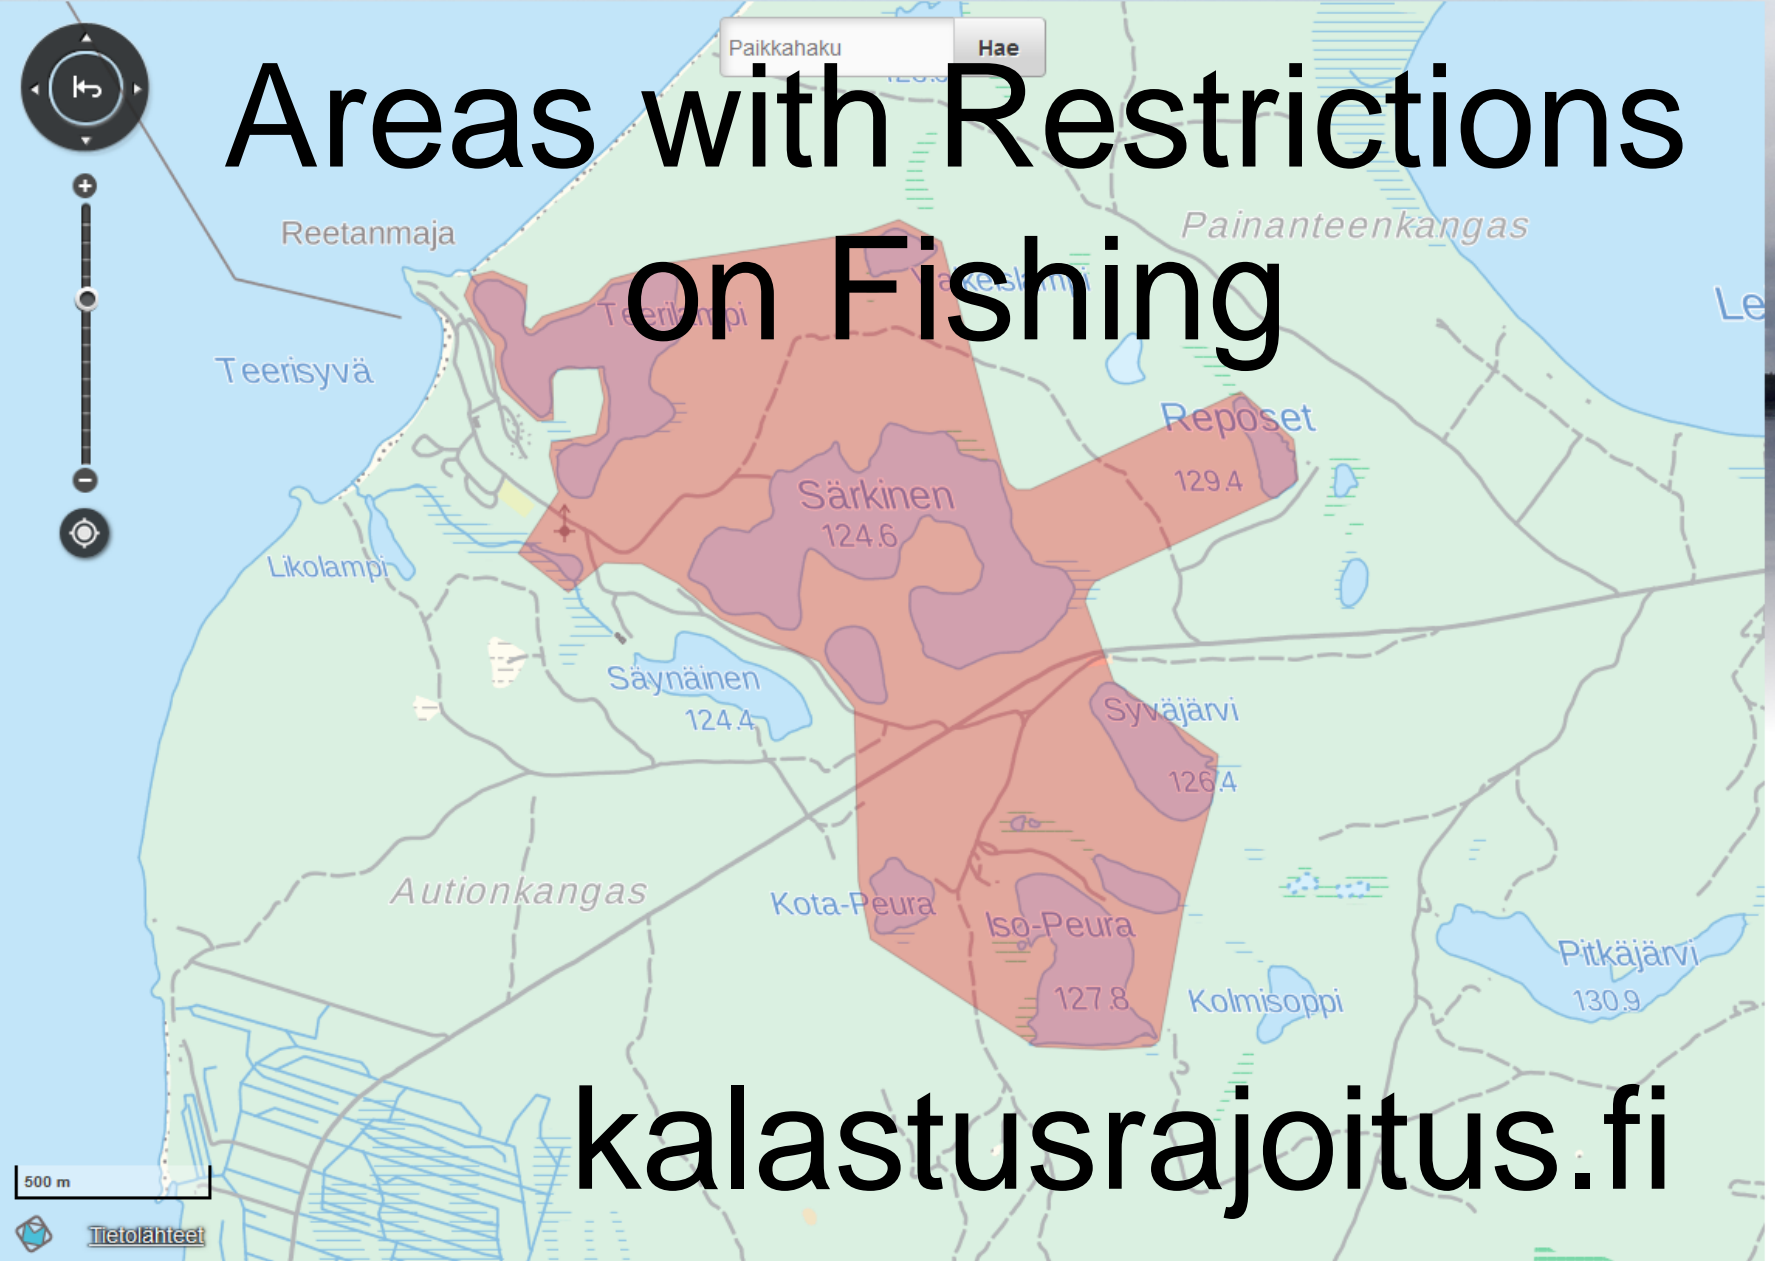 Paikkahaku Hae
Areas with Restrictions
on Fishing
Reetanmaja
Painanteenkangas
Teerilampi
Le
Teerisyvä
Reposet
129.4
Särkinen
124.6
Likolampi
Säynäinen
124.4
Syväjärvi
126.4
Autionkangas
Kota-Peura
Iso-Peura
127.8
Kolmisoppi
Pitkäjärvi
130.9
kalastusrajoitus.fi
500 m
Tietolähteet